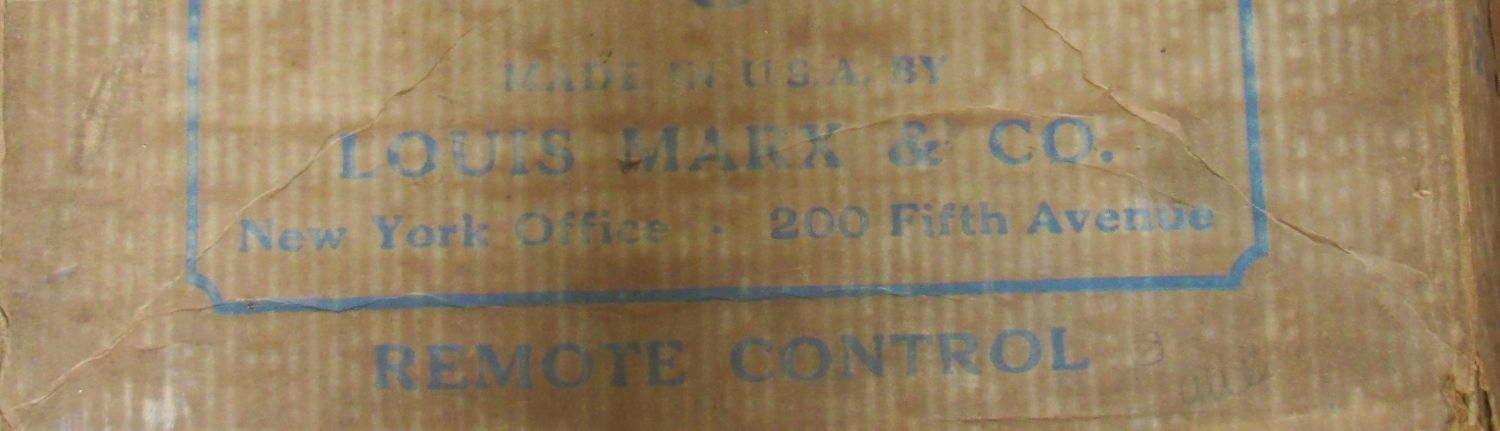 MADE IN U.S.A. BY
LOUIS MARX & CO.
New York Office · 200 Fifth Avenue
REMOTE CONTROL